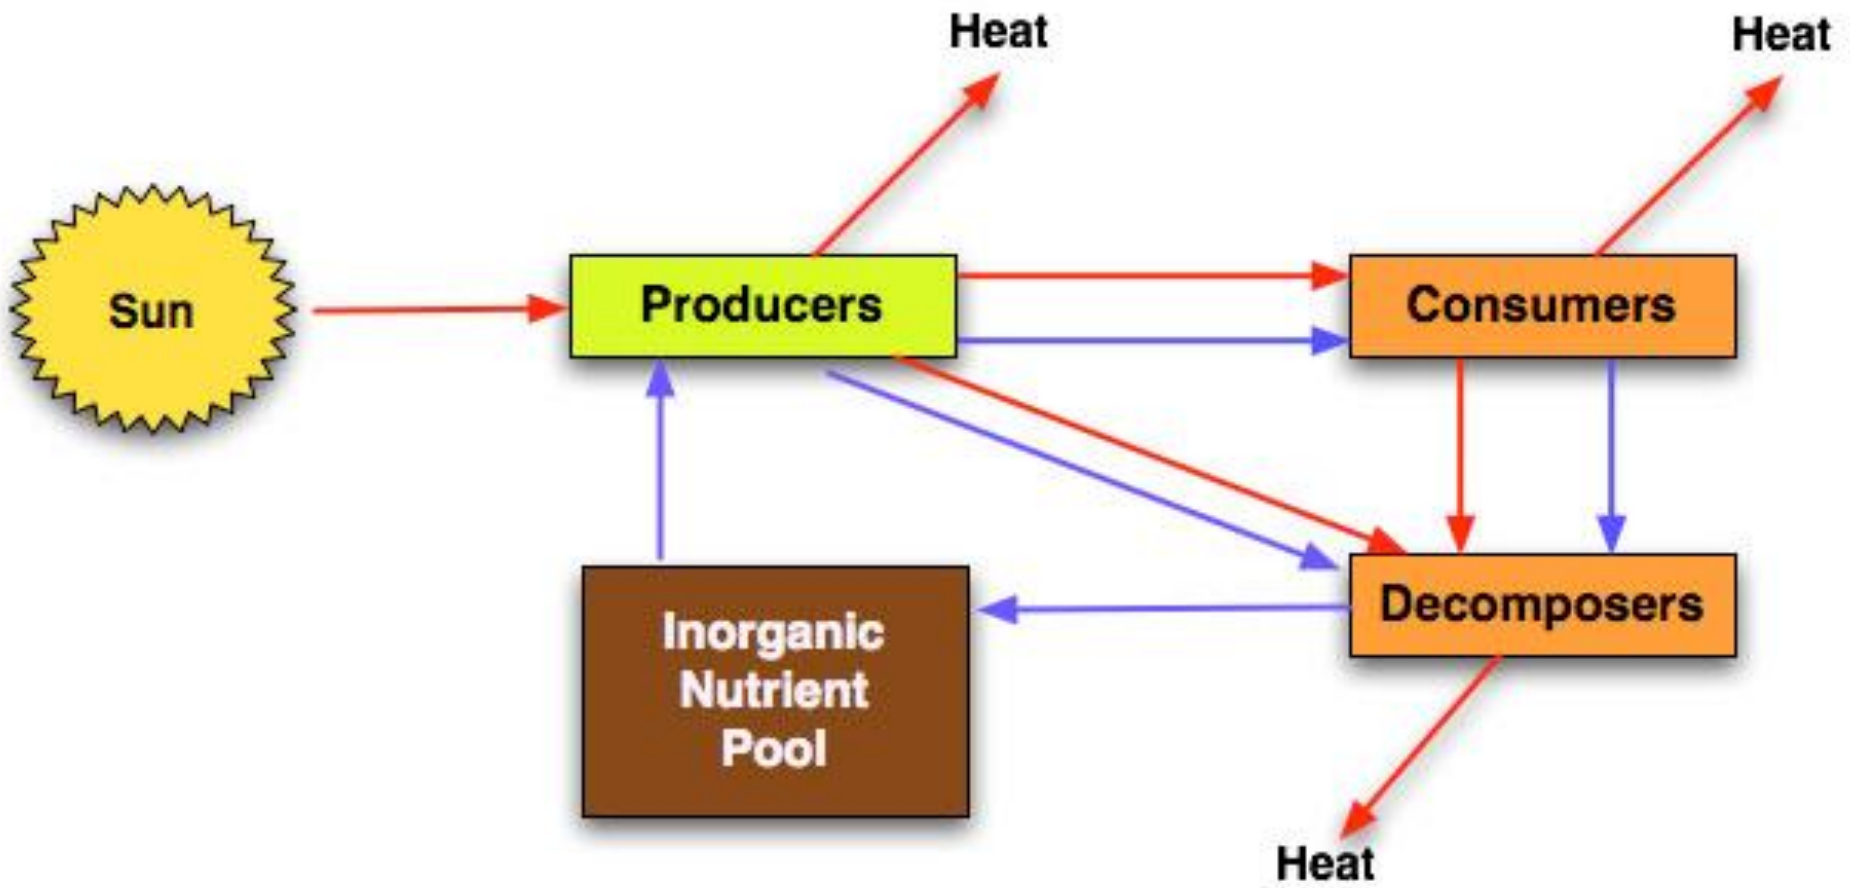 Heat
Heat
Sun
Producers
Consumers
Decomposers
Inorganic
Nutrient
Pool
Heat